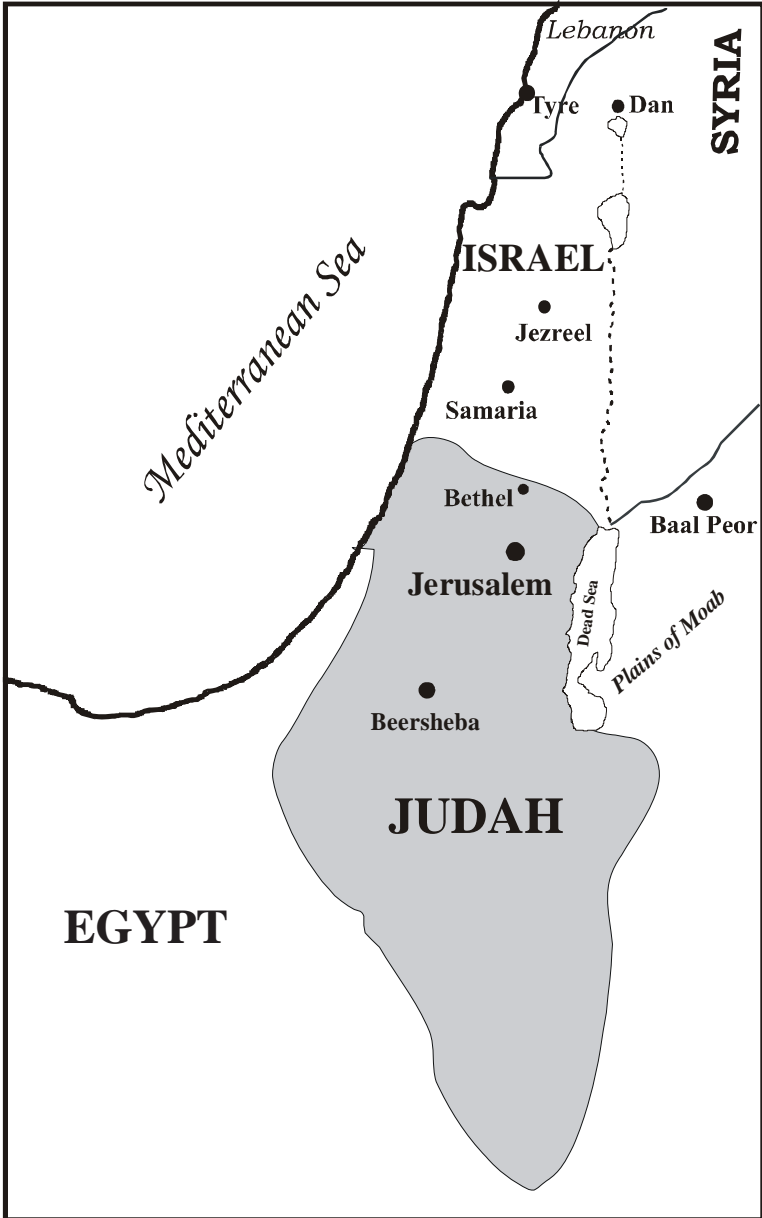 Lebanon
SYRIA
Tyre
Dan
Mediterranean Sea
ISRAEL
Jezreel
Samaria
Bethel
Baal Peor
Jerusalem
Dead Sea
Plains of Moab
Beersheba
JUDAH
EGYPT